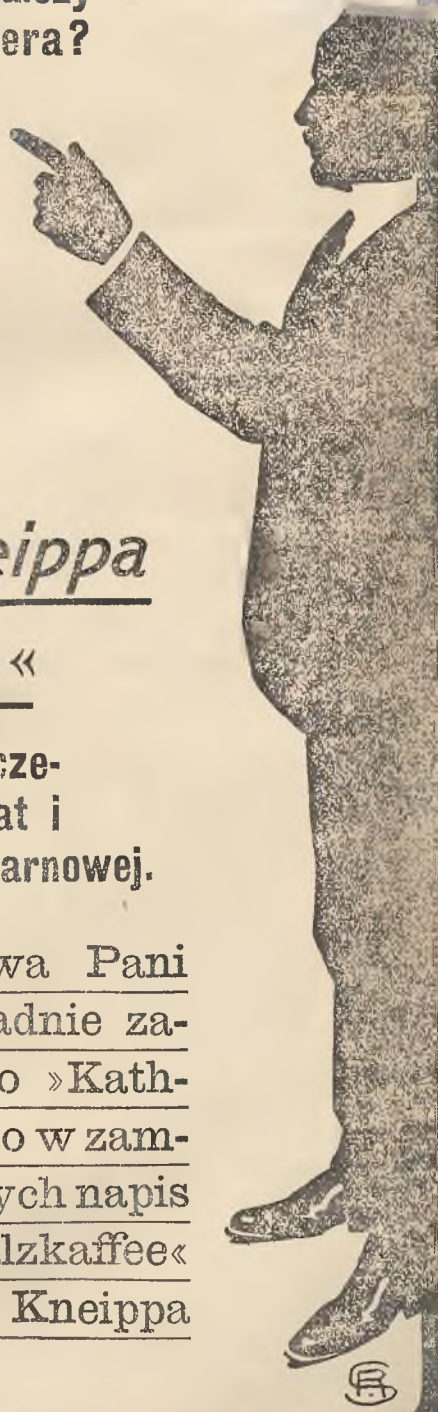 era?
eippa
«
cze-
at i
arnowej.
wa Pani
adnie za-
o »Kath-
o w zam-
ych napis
lzkaffee«
Kneippa